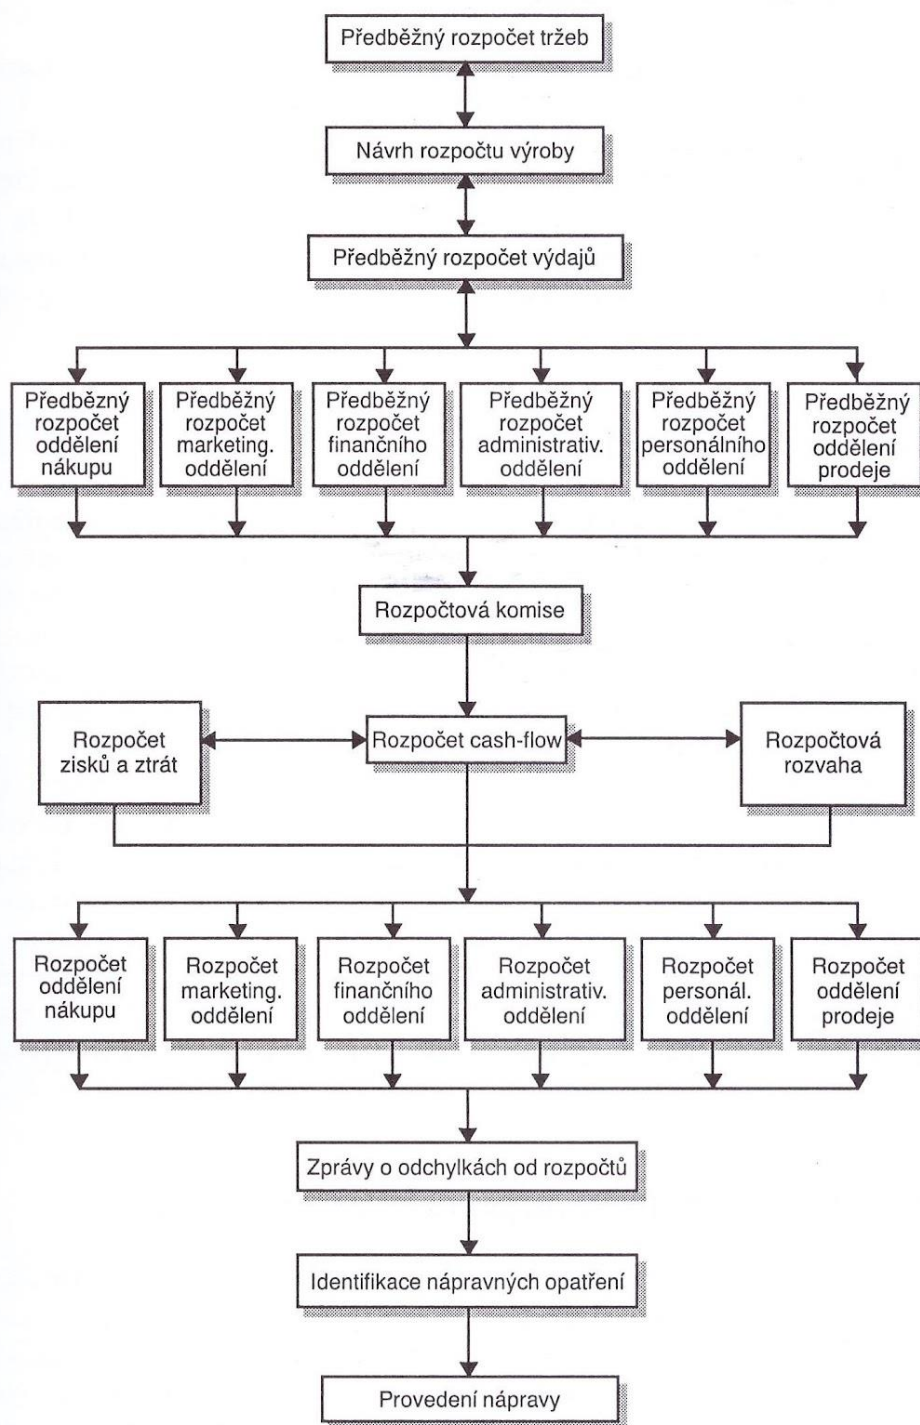 Předběžný rozpočet tržeb
Návrh rozpočtu výroby
Předběžný rozpočet výdajů
Předběžný
rozpočet
oddělení
nákupu
Předběžný
rozpočet
marketing.
oddělení
Předběžný
rozpočet
finančního
oddělení
Předběžný
rozpočet
administrativ.
oddělení
Předběžný
rozpočet
personálního
oddělení
Předběžný
rozpočet
oddělení
prodeje
Rozpočtová komise
Rozpočet
zisků a ztrát
Rozpočet cash-flow
Rozpočtová
rozvaha
Rozpočet
oddělení
nákupu
Rozpočet
marketing.
oddělení
Rozpočet
finančního
oddělení
Rozpočet
administrativ.
oddělení
Rozpočet
personál.
oddělení
Rozpočet
oddělení
prodeje
Zprávy o odchylkách od rozpočtů
Identifikace nápravných opatření
Provedení nápravy